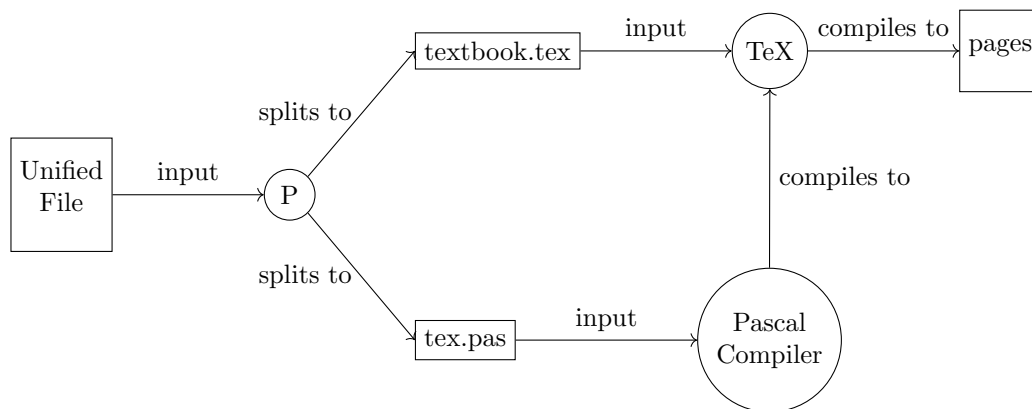 textbook.tex
input
TeX
compiles to
pages
splits to
Unified
File
input
P
compiles to
splits to
tex.pas
input
Pascal
Compiler